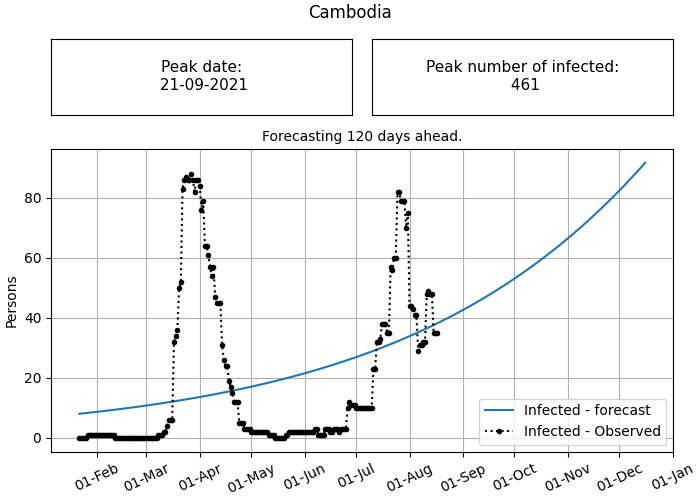 Cambodia
Peak date:
21-09-2021
Peak number of infected:
461
Forecasting 120 days ahead.
Persons
80
60
40
20
0
Infected - forecast
Infected - Observed
01-Feb
01-Mar
01-Apr
01-May
01-Jun
01-Jul
01-Aug
01-Sep
01-Oct
01-Nov
01-Dec
01-Jan